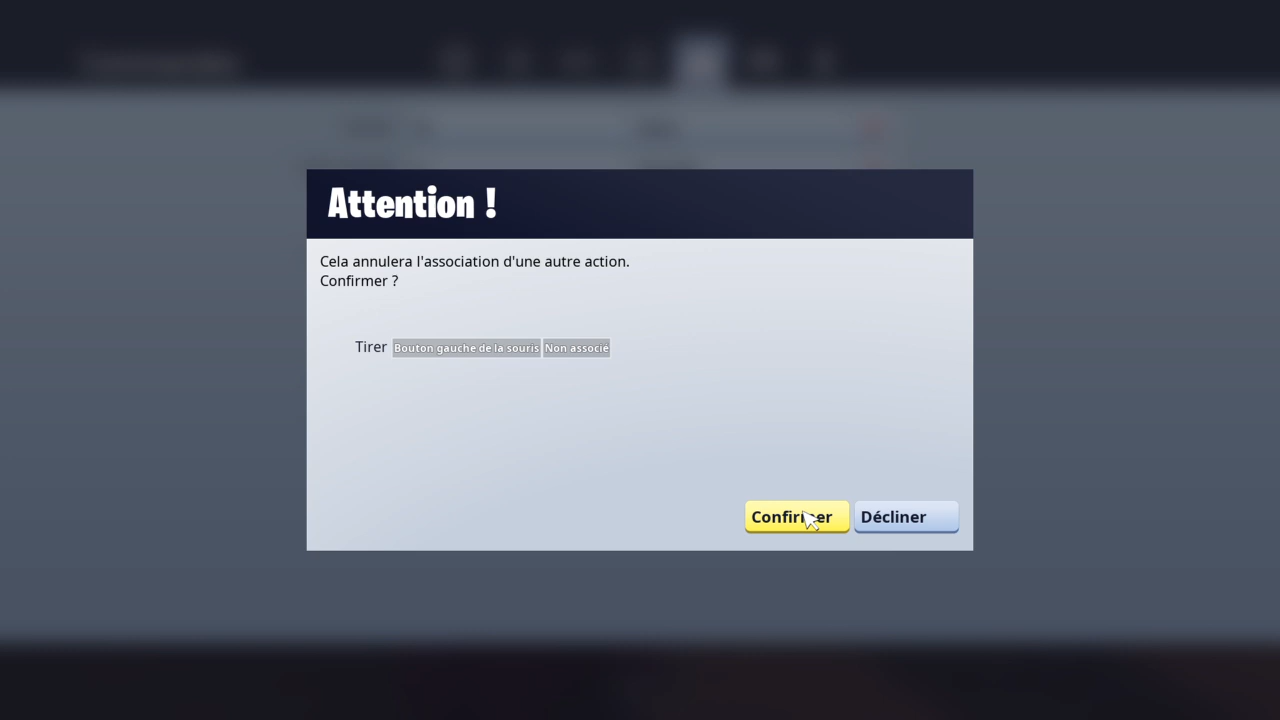 Attention !
Cela annulera l'association d'une autre action.
Confirmer ?
Tirer Bouton gauche de la souris Non associé
Confirmer Décliner